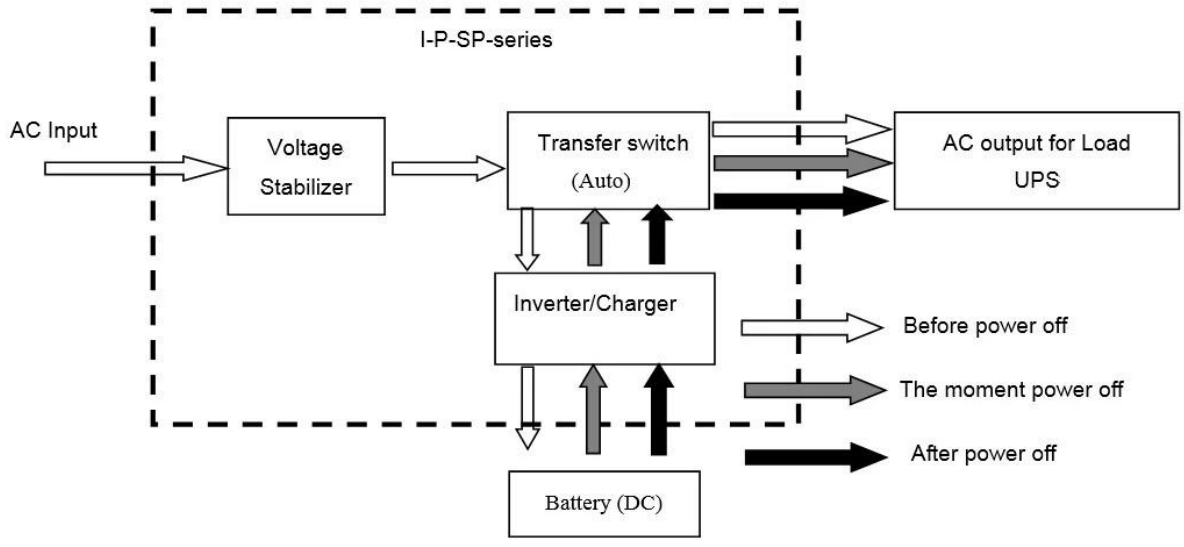 I-P-SP-series
AC Input
Voltage
Stabilizer
Transfer switch
(Auto)
AC output for Load
UPS
Inverter/Charger
Before power off
The moment power off
After power off
Battery (DC)